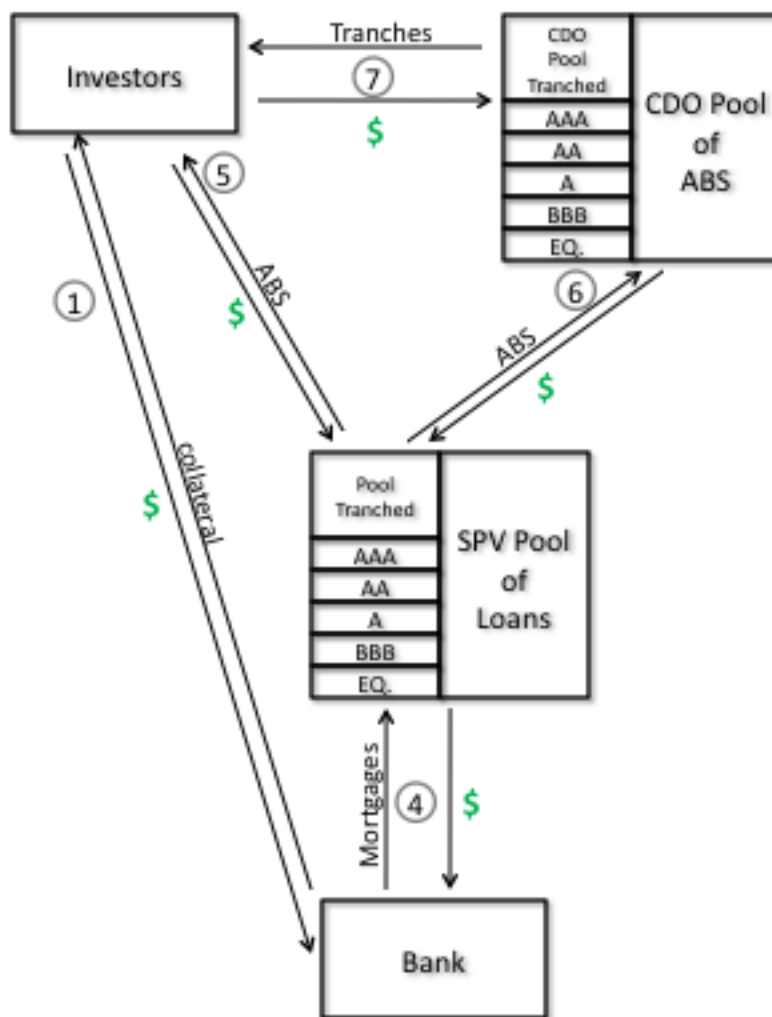 Tranches
Investors
7
$
CDO
Pool
Tranched
AAA
AA
A
BBB
EQ.
CDO Pool
of
ABS
5
ABS
$
1
collateral
$
6
ABS
$
Pool
Tranched
AAA
AA
A
BBB
EQ.
SPV Pool
of
Loans
Mortgages
4
$
Bank